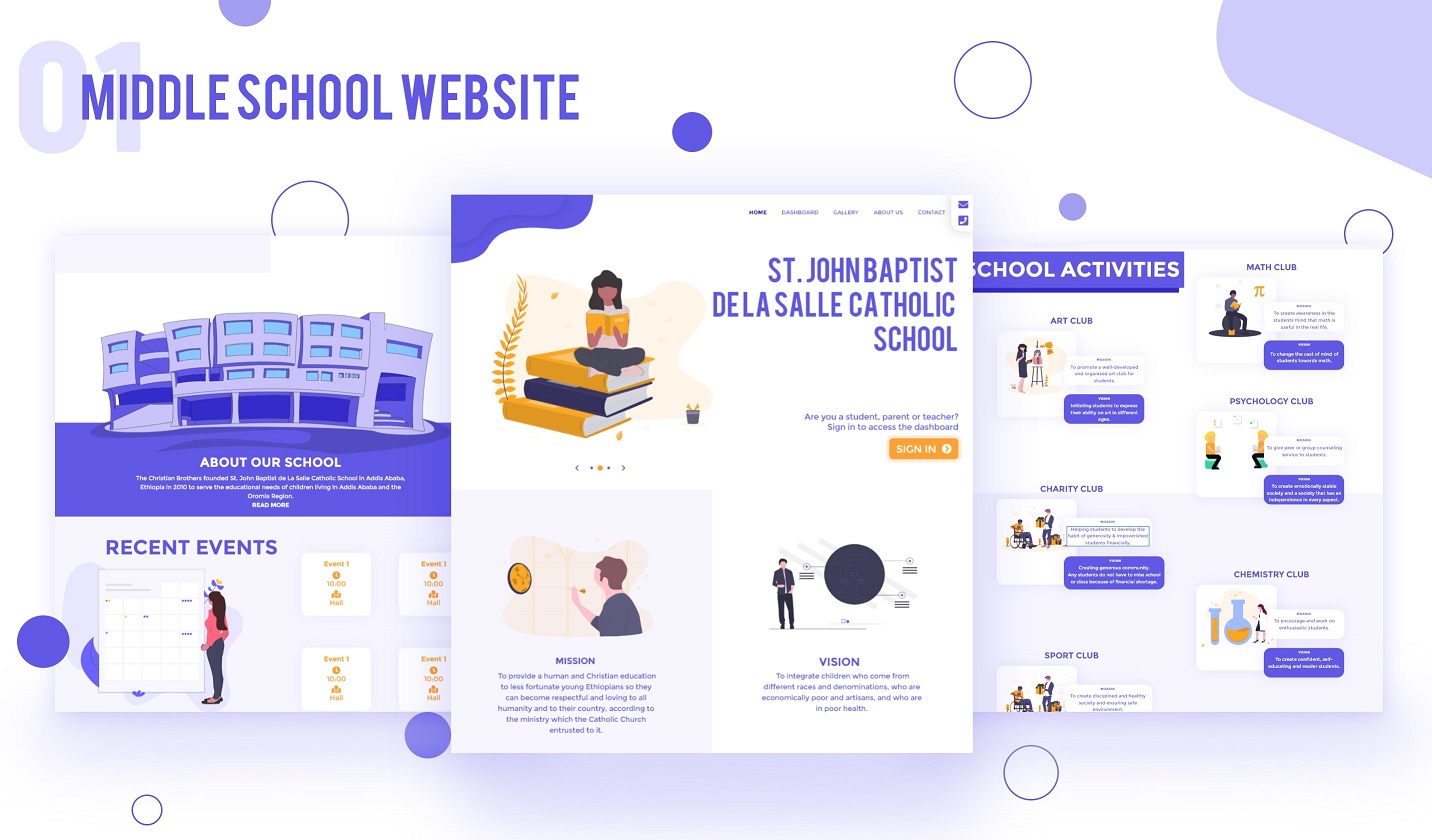 01
MIDDLE SCHOOL WEBSITE
ABOUT OUR SCHOOL
The Christian Brothers founded St. John Baptist de La Salle Catholic School in Addis Ababa,
Ethiopia in 2010 to serve the educational needs of children living in Addis Ababa and the
Oromia Region.
READ MORE
RECENT EVENTS
Event 1
10:00
Hall
Event 1
10:00
Hall
Event 1
10:00
Hall
Event 1
10:00
Hall
HOME DASHBOARD GALLERY ABOUT US CONTACT
ST. JOHN BAPTIST
DE LA SALLE CATHOLIC
SCHOOL
Are you a student, parent or teacher?
Sign in to access the dashboard
SIGN IN
MISSION
To provide a human and Christian education
to less fortunate young Ethiopians so they
can become respectful and loving to all
humanity and to their country, according to
the ministry which the Catholic Church
entrusted to it.
VISION
To integrate children who come from
different races and denominations, who are
economically poor and artisans, and who are
in poor health.
SCHOOL ACTIVITIES
ART CLUB
MISSION
To promote a well-developed
and organized art club for
students.
VISION
Initiating students to express
their ability on art in different
ages.
CHARITY CLUB
MISSION
Helping students to develop the
habit of generosity & impoverished
students financially.
VISION
Creating generous community.
Any students do not have to miss school
or class because of financial shortage.
SPORT CLUB
MISSION
To create disciplined and healthy
society and ensuring safe
environment.
MATH CLUB
π
MISSION
To create awareness in the
students mind that math is
useful in the real life.
VISION
To change the cast of mind of
students towards math.
PSYCHOLOGY CLUB
MISSION
To give peer or group counseling
service to students.
VISION
To create emotionally stable
society and a society that has an
independence in every aspect.
CHEMISTRY CLUB
MISSION
To encourage and work on
enthusiastic students.
VISION
To create confident, self-
educating and reader students.